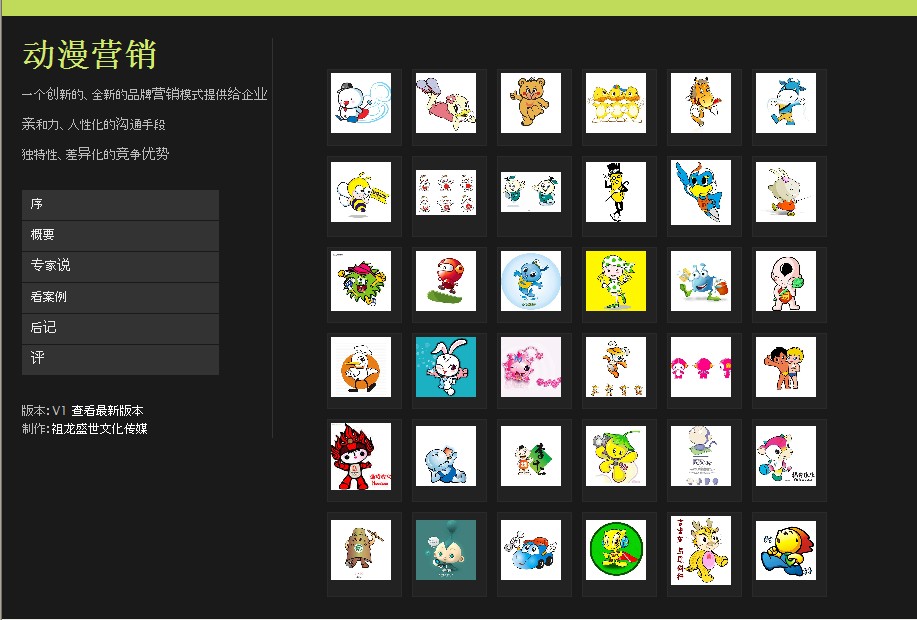 动漫营销
一个创新的、全新的品牌营销模式提供给企业
亲和力、人性化的沟通手段
独特性、差异化的竞争优势
序
概要
专家说
看案例
后记
评
版本: V1 查看最新版本
制作: 祖龙盛世文化传媒